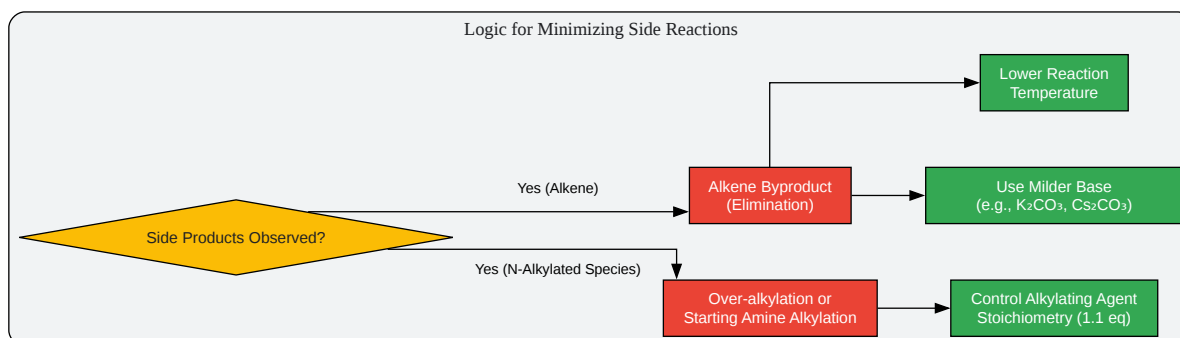 Logic for Minimizing Side Reactions
Lower Reaction
Temperature
Yes (Alkene)
Alkene Byproduct
(Elimination)
Use Milder Base
(e.g., K₂CO₃, Cs₂CO₃)
Side Products Observed?
Yes (N-Alkylated Species)
Over-alkylation or
Starting Amine Alkylation
Control Alkylating Agent
Stoichiometry (1.1 eq)